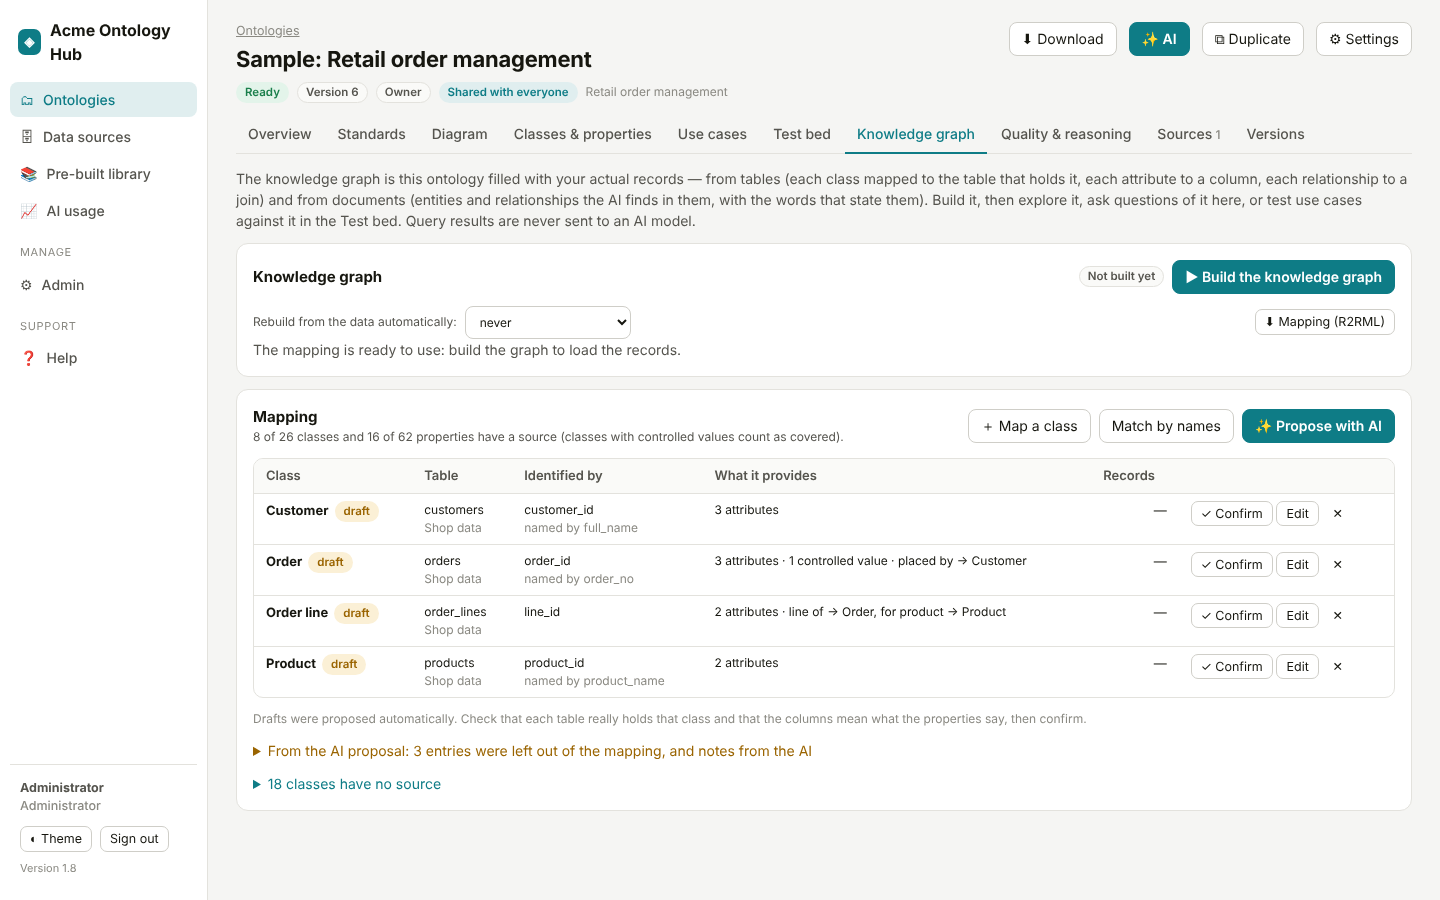 Acme Ontology
Hub
Ontologies
Data sources
Pre-built library
AI usage
MANAGE
Admin
SUPPORT
Help
Administrator
Administrator
Theme
Sign out
Version 1.8
Ontologies
Sample: Retail order management
Download
AI
Duplicate
Settings
Ready
Version 6
Owner
Shared with everyone
Retail order management
Overview
Standards
Diagram
Classes & properties
Use cases
Test bed
Knowledge graph
Quality & reasoning
Sources 1
Versions
The knowledge graph is this ontology filled with your actual records — from tables (each class mapped to the table that holds it, each attribute to a column, each relationship to a
join) and from documents (entities and relationships the AI finds in them, with the words that state them). Build it, then explore it, ask questions of it here, or test use cases
against it in the Test bed. Query results are never sent to an AI model.
Knowledge graph
Not built yet
▶ Build the knowledge graph
Rebuild from the data automatically: never
Mapping (R2RML)
The mapping is ready to use: build the graph to load the records.
Mapping
8 of 26 classes and 16 of 62 properties have a source (classes with controlled values count as covered).
+ Map a class
Match by names
Propose with AI
Class Table Identified by What it provides Records
Customer draft customers customer_id 3 attributes — ✓ Confirm Edit ✕
Shop data named by full_name
Order draft orders order_id 3 attributes · 1 controlled value · placed by → Customer — ✓ Confirm Edit ✕
Shop data named by order_no
Order line draft order_lines line_id 2 attributes · line of → Order, for product → Product — ✓ Confirm Edit ✕
Shop data
Product draft products product_id 2 attributes — ✓ Confirm Edit ✕
Shop data named by product_name
Drafts were proposed automatically. Check that each table really holds that class and that the columns mean what the properties say, then confirm.
▶ From the AI proposal: 3 entries were left out of the mapping, and notes from the AI
▶ 18 classes have no source